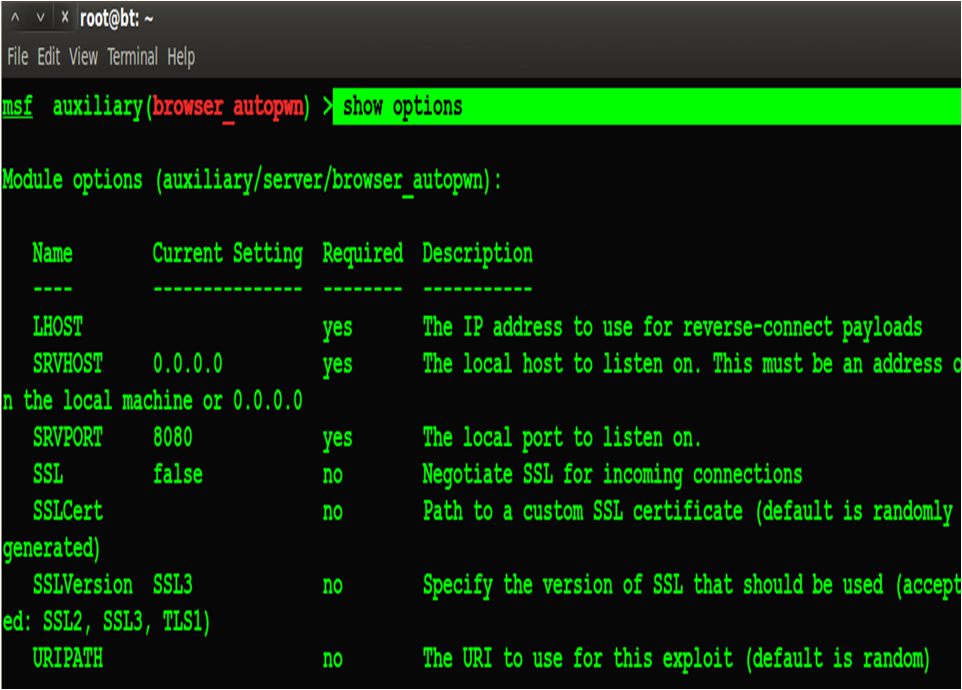 root@bt: ~
File Edit View Terminal Help
msf auxiliary(browser_autopwn) > show options
Module options (auxiliary/server/browser_autopwn):
Name Current Setting Required Description
---- --------------- -------- -----------
LHOST yes The IP address to use for reverse-connect payloads
SRVHOST 0.0.0.0 yes The local host to listen on. This must be an address o
n the local machine or 0.0.0.0
SRVPORT 8080 yes The local port to listen on.
SSL false no Negotiate SSL for incoming connections
SSLCert no Path to a custom SSL certificate (default is randomly
generated)
SSLVersion SSL3 no Specify the version of SSL that should be used (accept
ed: SSL2, SSL3, TLS1)
URIPATH no The URI to use for this exploit (default is random)